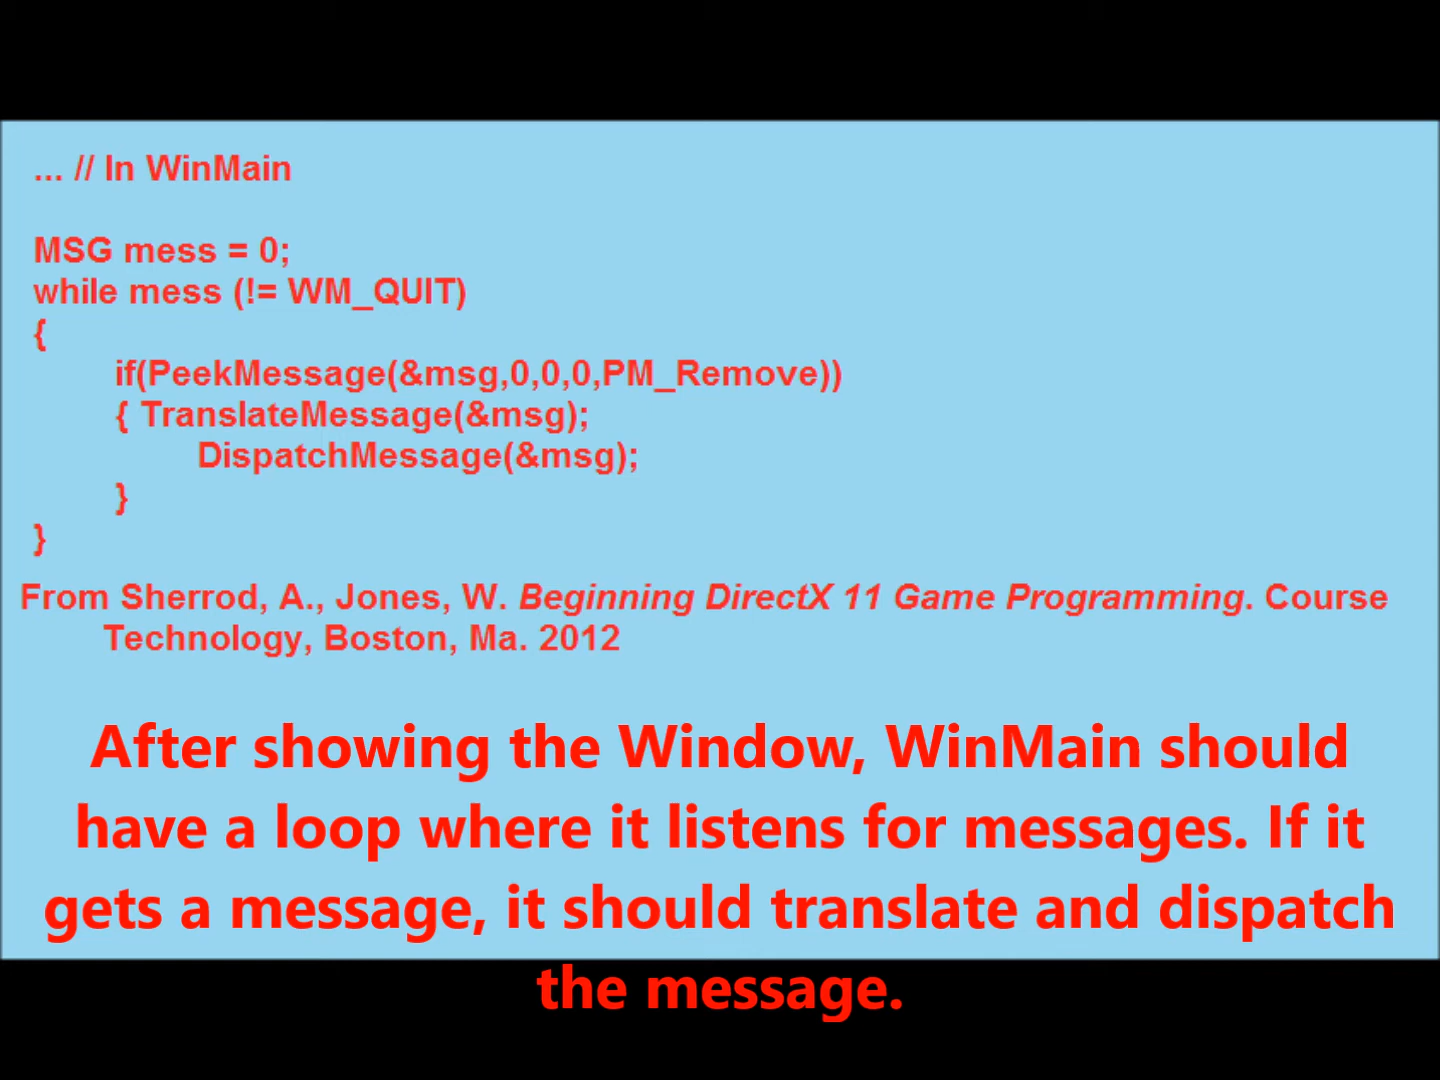 ... // In WinMain
MSG mess = 0;
while mess (!= WM_QUIT)
{
if(PeekMessage(&msg,0,0,0,PM_Remove))
{ TranslateMessage(&msg);
DispatchMessage(&msg);
}
}
From Sherrod, A., Jones, W. Beginning DirectX 11 Game Programming. Course
Technology, Boston, Ma. 2012
After showing the Window, WinMain should
have a loop where it listens for messages. If it
gets a message, it should translate and dispatch
the message.